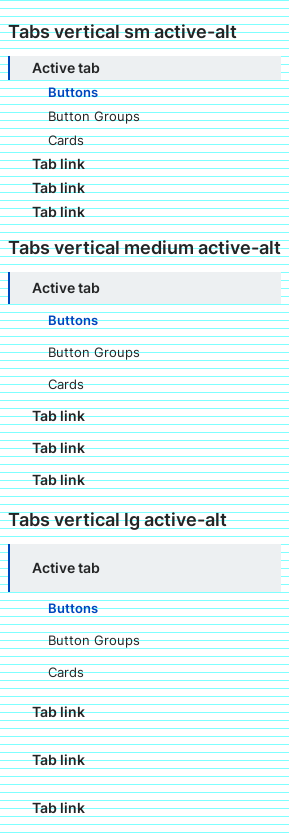 Tabs vertical sm active-alt
Active tab
Buttons
Button Groups
Cards
Tab link
Tab link
Tab link
Tabs vertical medium active-alt
Active tab
Buttons
Button Groups
Cards
Tab link
Tab link
Tab link
Tabs vertical lg active-alt
Active tab
Buttons
Button Groups
Cards
Tab link
Tab link
Tab link